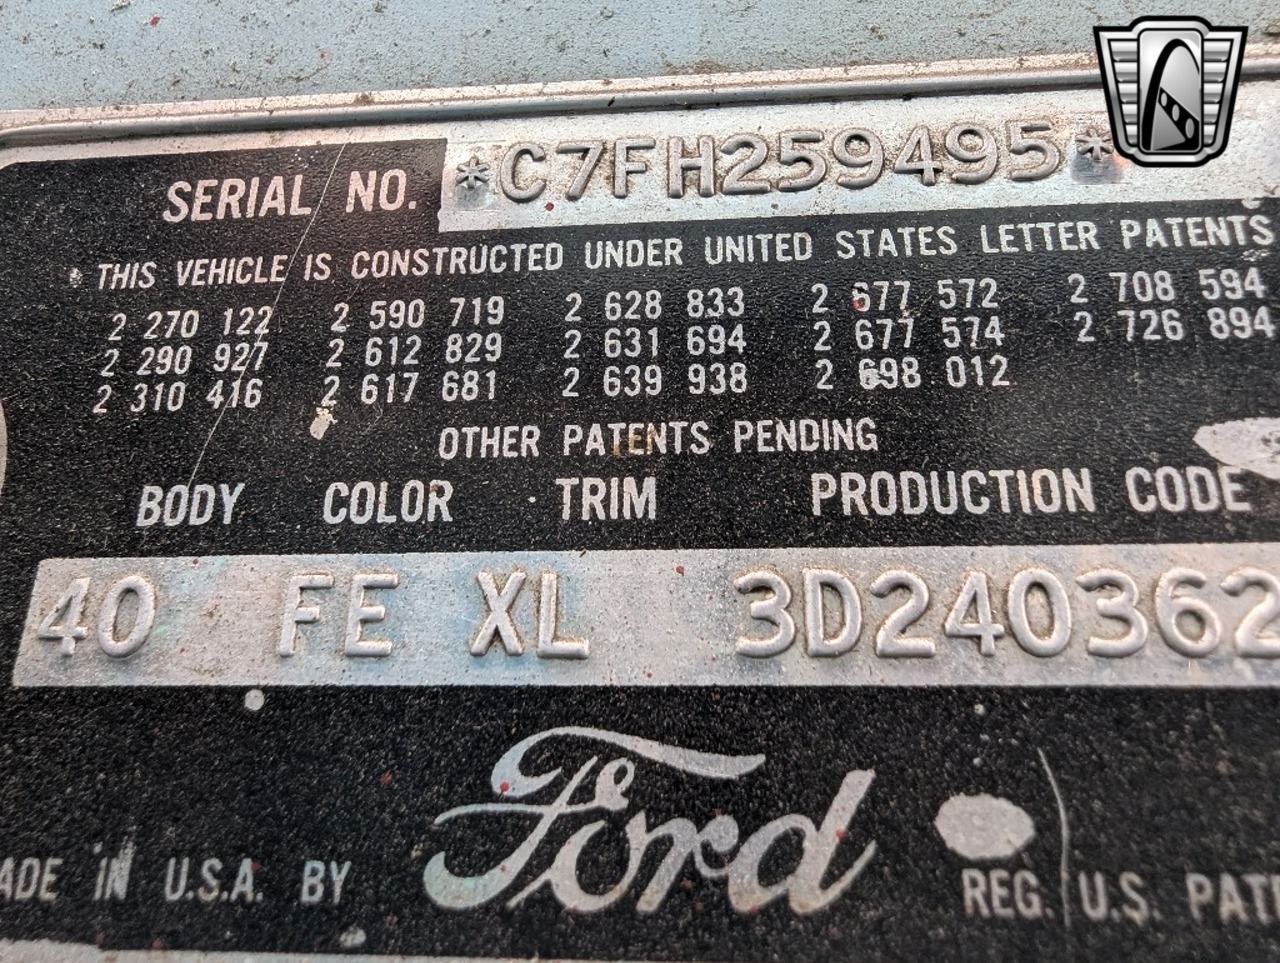 SERIAL NO. *C7FH259495*
THIS VEHICLE IS CONSTRUCTED UNDER UNITED STATES LETTER PATENTS
2 270 122 2 590 719 2 628 833 2 677 572 2 708 594
2 290 927 2 612 829 2 631 694 2 677 574 2 726 894
2 310 416 2 617 681 2 639 938 2 698 012
OTHER PATENTS PENDING
BODY COLOR TRIM PRODUCTION CODE
40 FE XL 3D240362
Ford
ADE IN U.S.A. BY REG. U.S. PAT